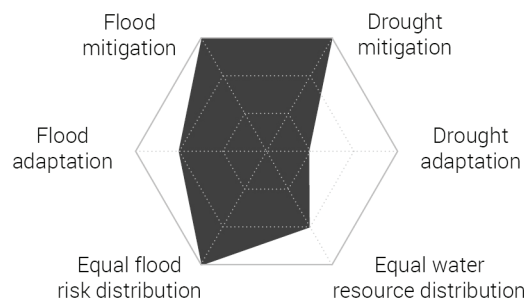 Flood
mitigation
Drought
mitigation
Flood
adaptation
Drought
adaptation
Equal flood
risk distribution
Equal water
resource distribution